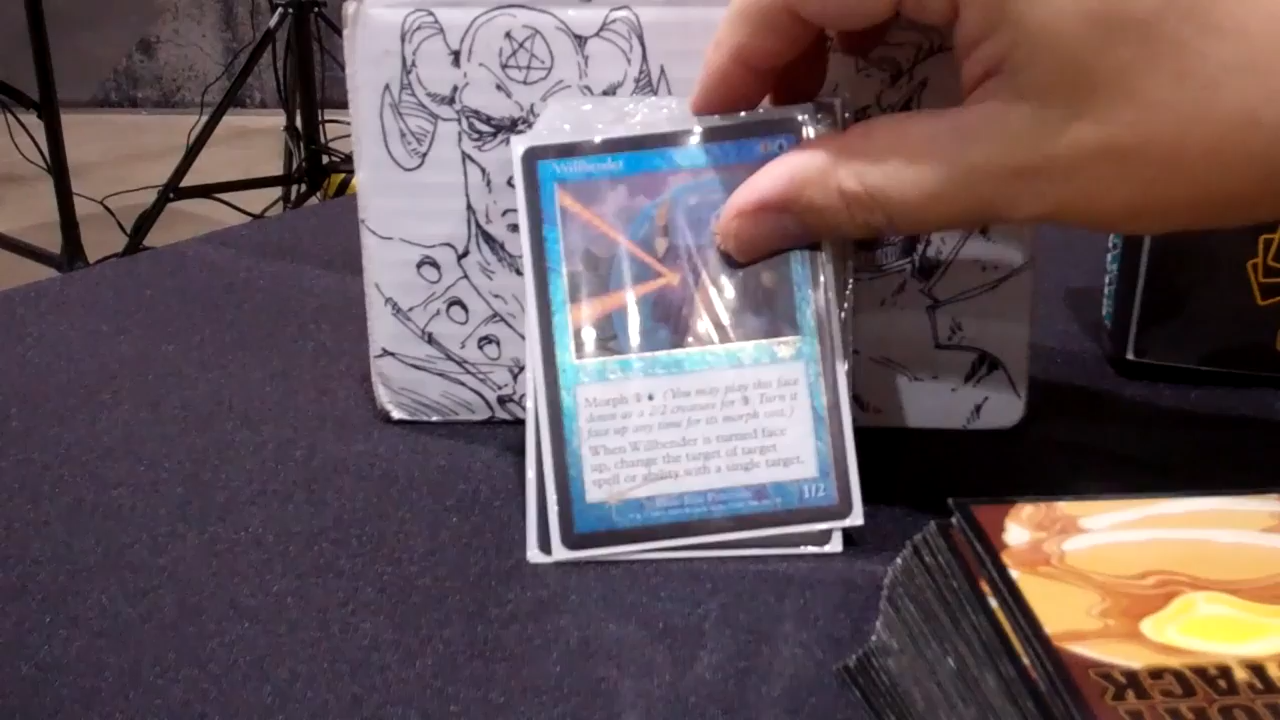 Willbender
Morph (You may play this face
down as a 2/2 creature for . Turn it
face up any time for its morph cost.)
When Willbender is turned face
up, change the target of target
spell or ability with a single target.
1/2
TACK